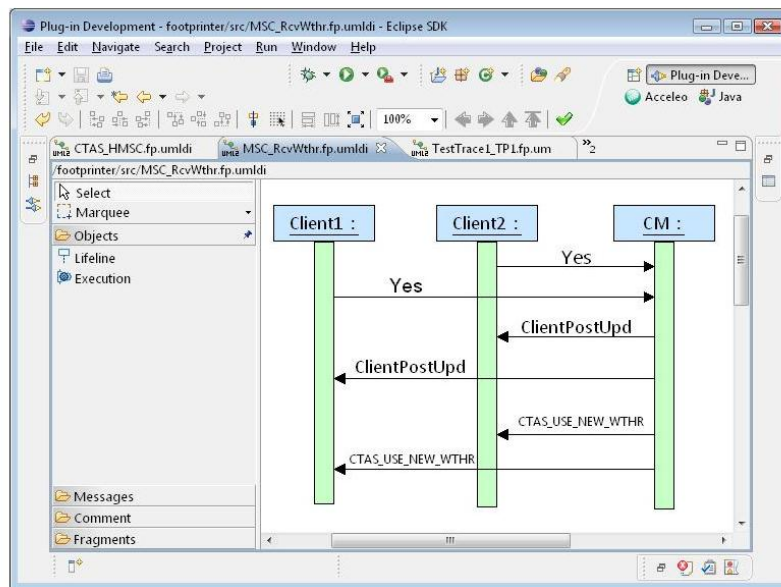 Plug-in Development - footprinter/src/MSC_RcvWthr.fp.umldi - Eclipse SDK
File Edit Navigate Search Project Run Window Help
Plug-in Deve...
Acceleo Java
100%
CTAS_HMSC.fp.umldi MSC_RcvWthr.fp.umldi TestTrace1_TP1.fp.um »2
/footprinter/src/MSC_RcvWthr.fp.umldi
Select
Marquee
Objects
Lifeline
Execution
Client1 : Client2 : CM :
Yes
Yes
ClientPostUpd
ClientPostUpd
CTAS_USE_NEW_WTHR
CTAS_USE_NEW_WTHR
Messages
Comment
Fragments